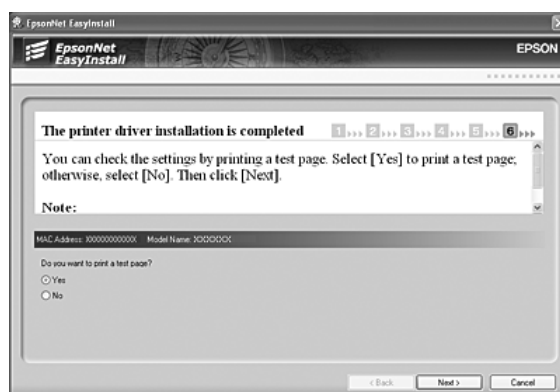 EpsonNet EasyInstall
EpsonNet
EasyInstall
EPSON
The printer driver installation is completed
1 2 3 4 5 6
You can check the settings by printing a test page. Select [Yes] to print a test page;
otherwise, select [No]. Then click [Next].
Note:
MAC Address: XXXXXXXXXXXX Model Name: XXXXXXX
Do you want to print a test page?
Yes
No
< Back
Next >
Cancel